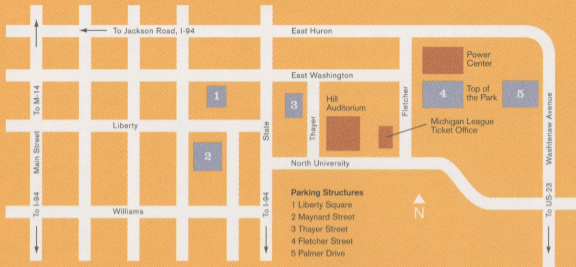 To Jackson Road, I-94
East Huron
Power
Center
East Washington
To M-14
1
3
Hill
Auditorium
Fletcher
4
Top of
the Park
5
Washtenaw Avenue
Liberty
Thayer
Michigan League
Ticket Office
Main Street
State
2
North University
To I-94
Williams
To I-94
Parking Structures
1 Liberty Square
2 Maynard Street
3 Thayer Street
4 Fletcher Street
5 Palmer Drive
N
To US-23